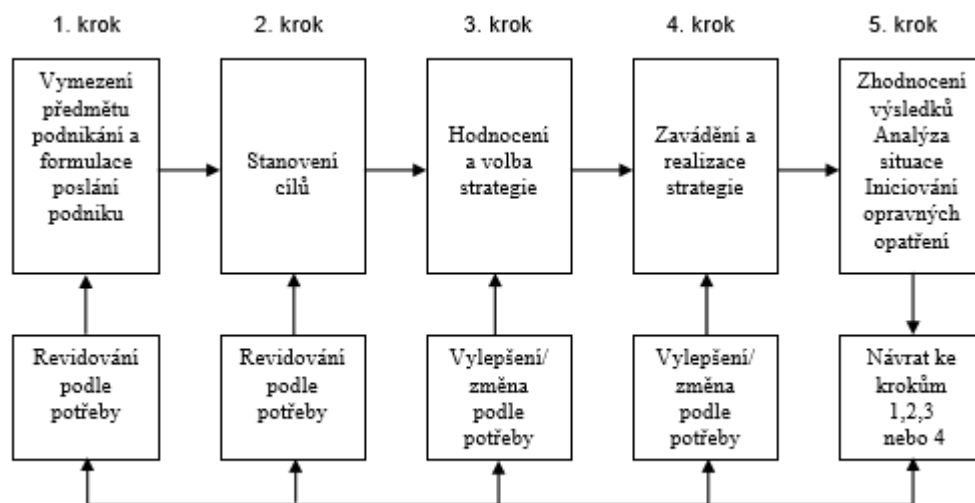 1. krok
2. krok
3. krok
4. krok
5. krok
Vymezení
předmětu
podnikání a
formulace
poslání
podniku
Stanovení
cílů
Hodnocení
a volba
strategie
Zavádění a
realizace
strategie
Zhodnocení
výsledků
Analýza
situace
Iniciování
opravných
opatření
Revidování
podle
potřeby
Revidování
podle
potřeby
Vylepšení/
změna
podle
potřeby
Vylepšení/
změna
podle
potřeby
Návrat ke
krokům
1,2,3
nebo 4